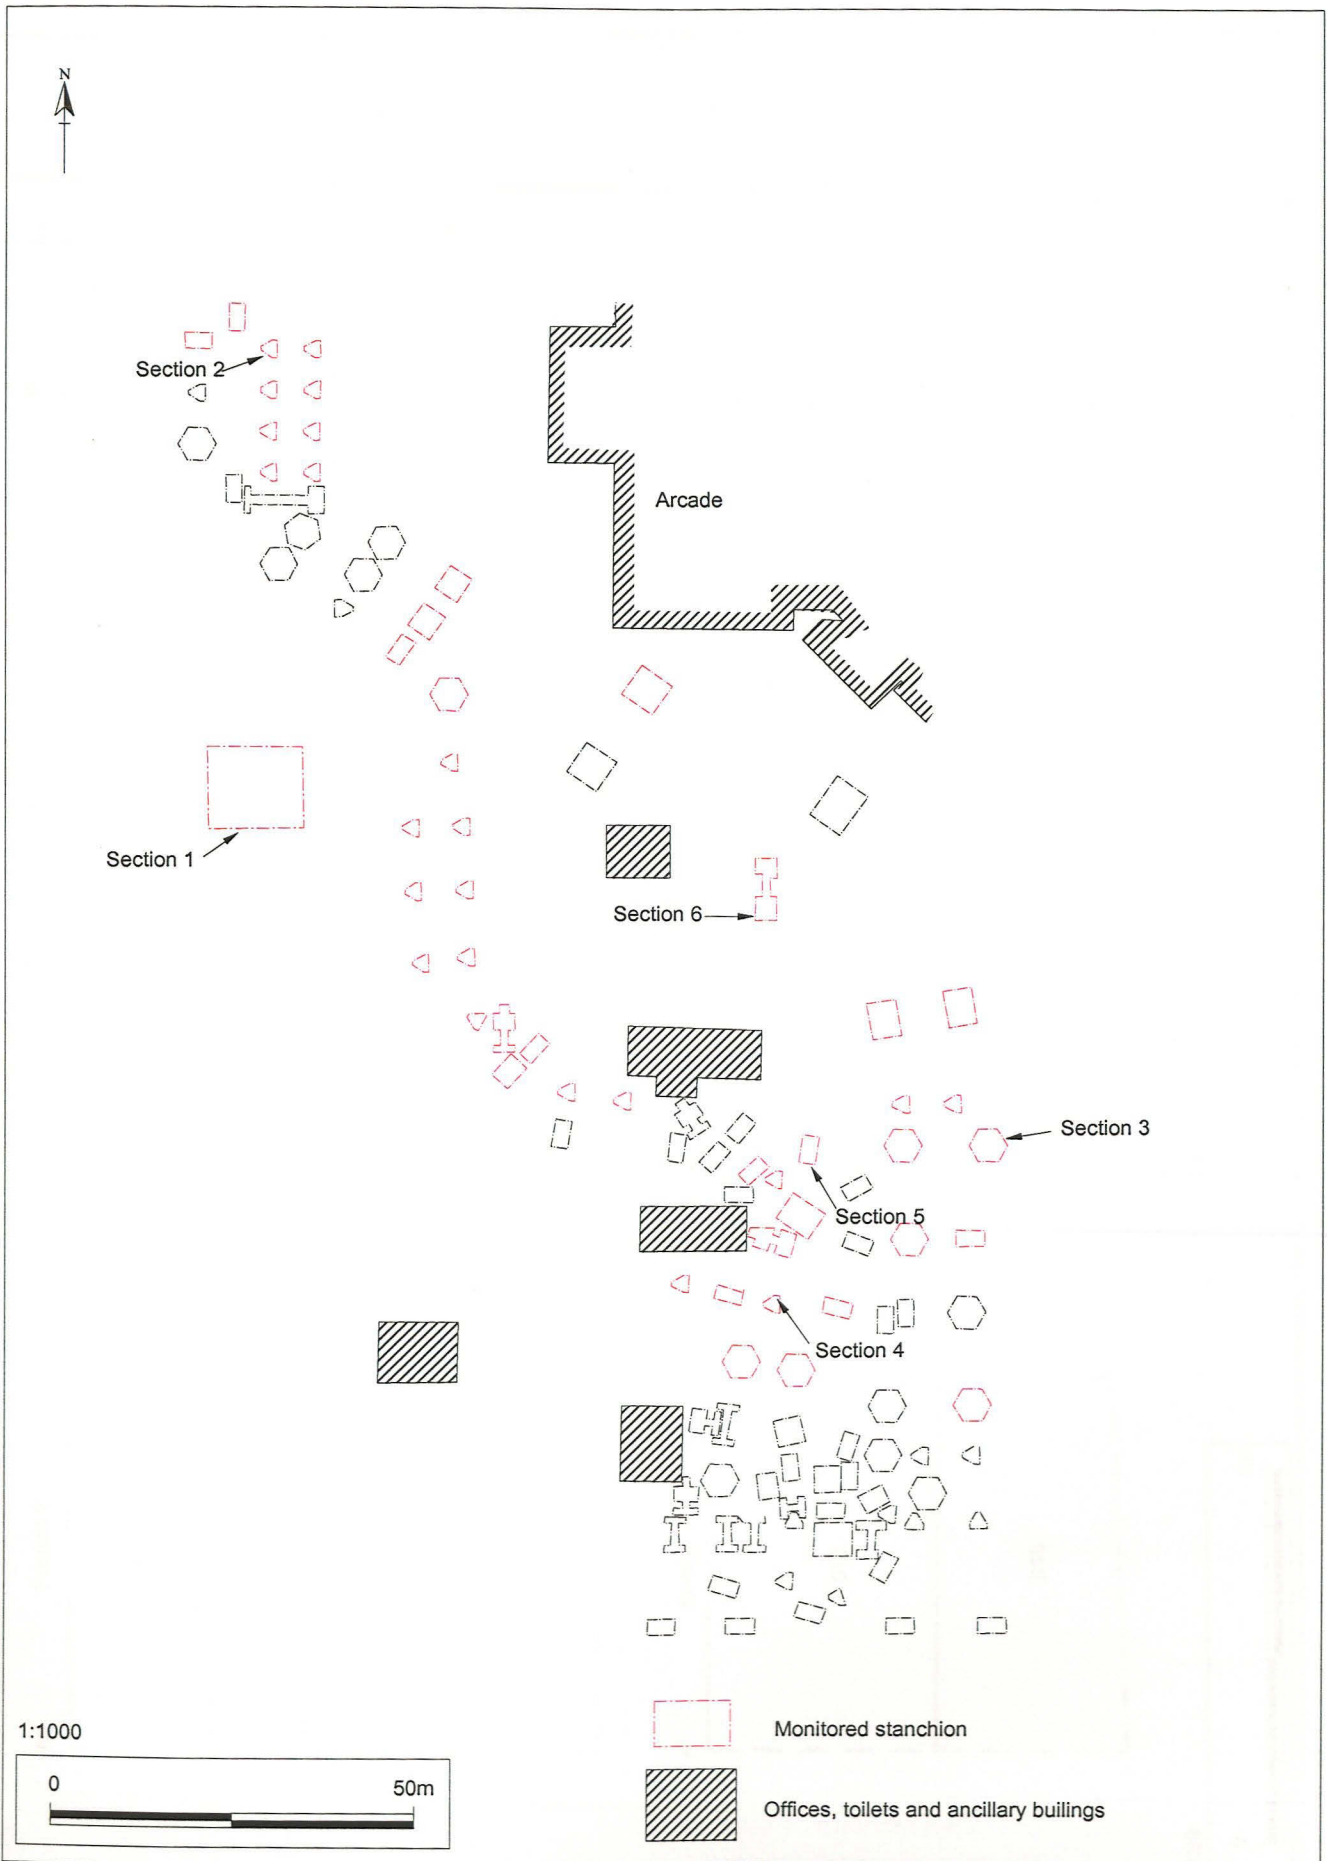 N
Section 2
Arcade
Section 1
Section 6
Section 3
Section 5
Section 4
Monitored stanchion
1:1000
0 50m
Offices, toilets and ancillary builings